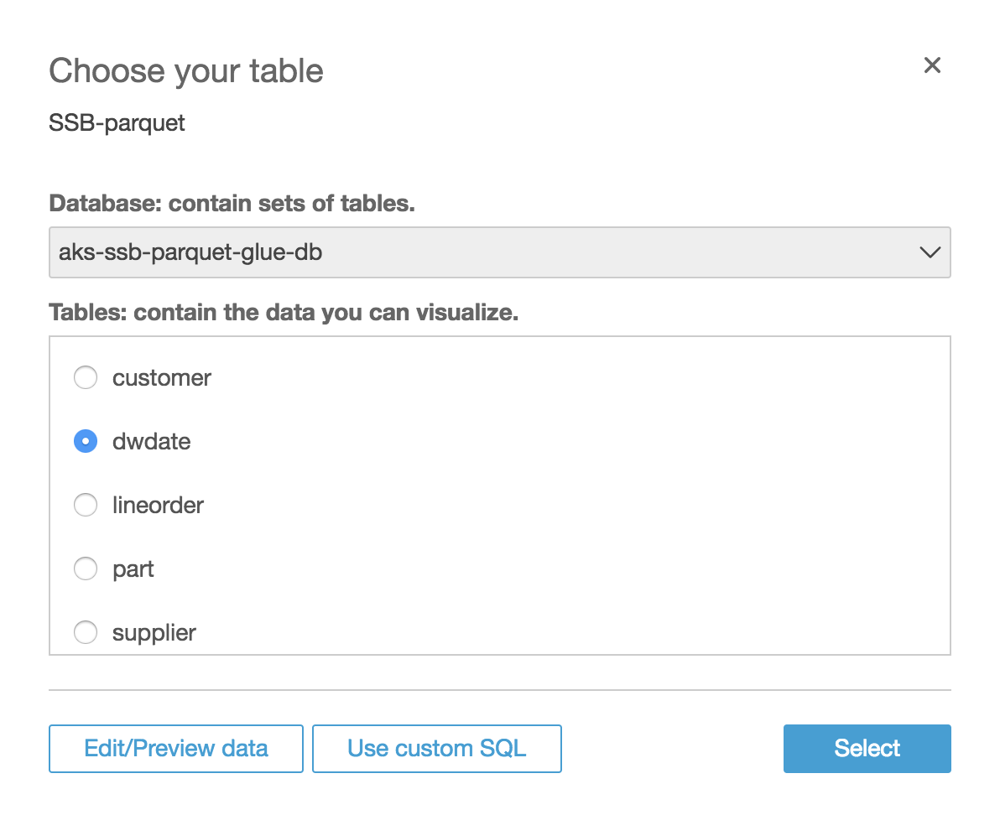 Choose your table
SSB-parquet
Database: contain sets of tables.
aks-ssb-parquet-glue-db
Tables: contain the data you can visualize.
customer
dwdate
lineorder
part
supplier
Edit/Preview data
Use custom SQL
Select